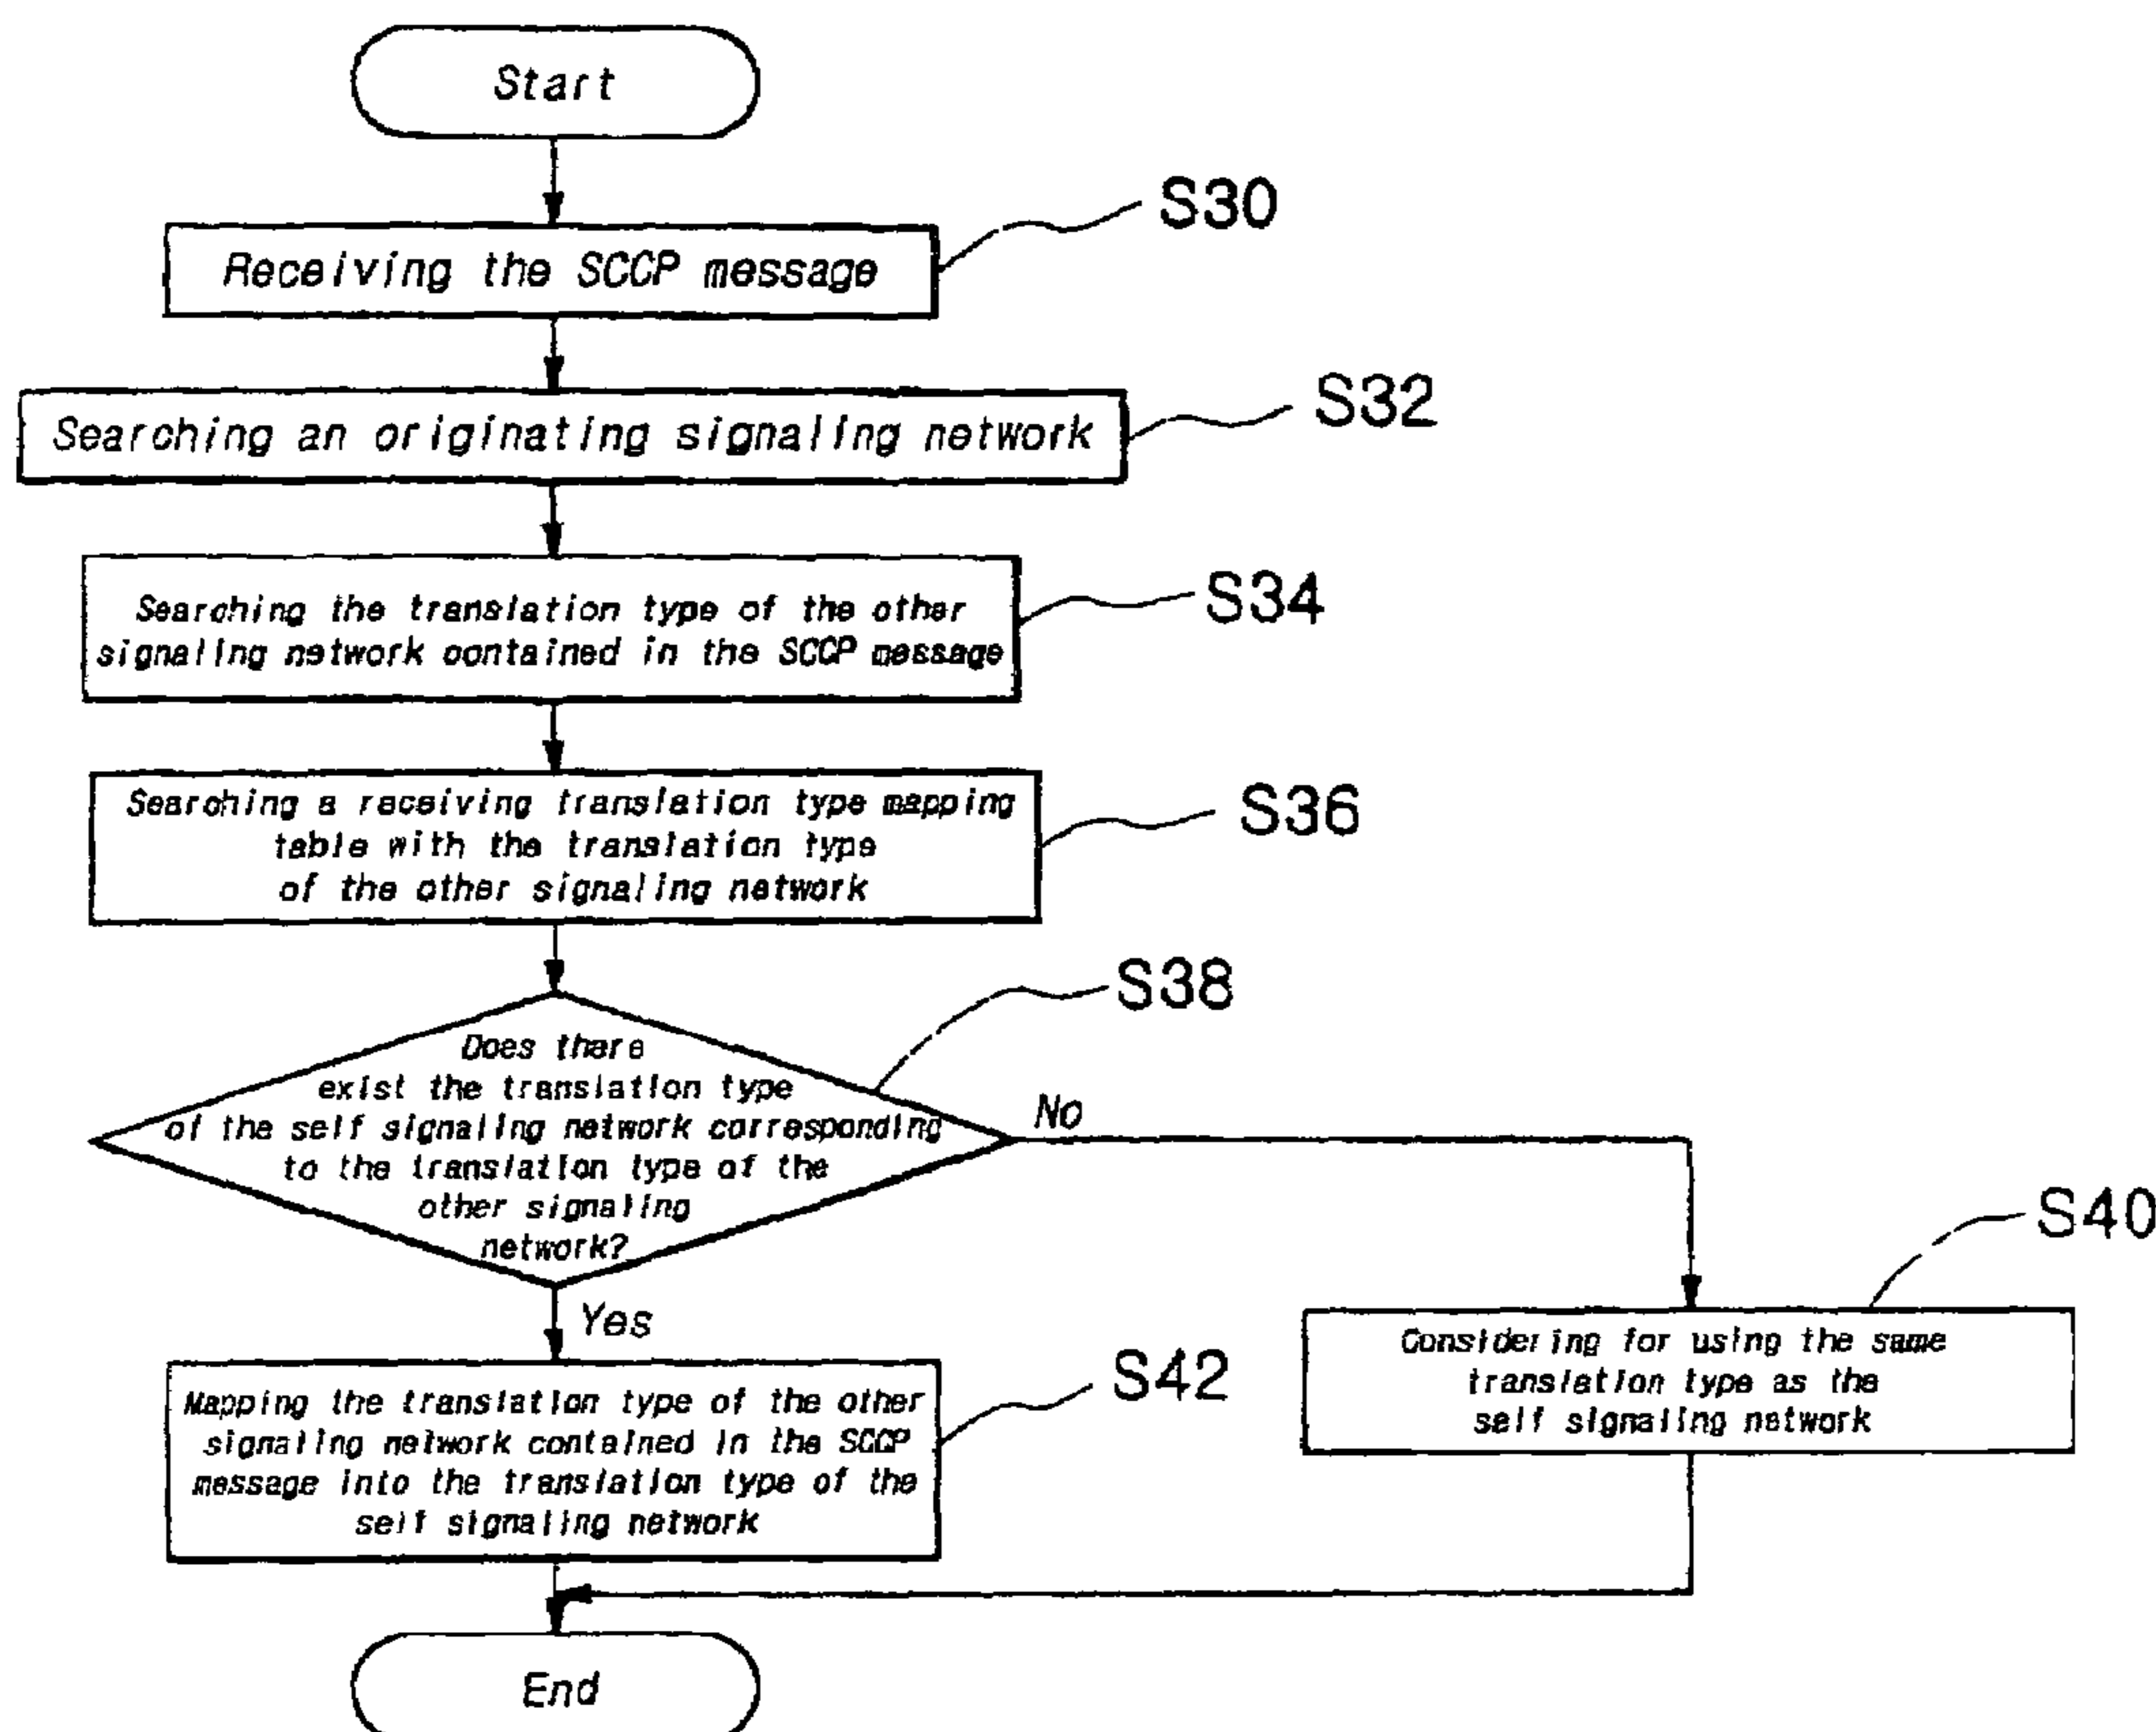 Start
S30
Receiving the SCCP message
S32
Searching an originating signaling network
S34
Searching the translation type of the other
signaling network contained in the SCCP message
S36
Searching a receiving translation type mapping
table with the translation type
of the other signaling network
S38
Does there
exist the translation type
of the self signaling network corresponding
to the translation type of the
other signaling
network?
No
Yes
S40
Considering for using the same
translation type as the
self signaling network
S42
Mapping the translation type of the other
signaling network contained in the SCCP
message into the translation type of the
self signaling network
End